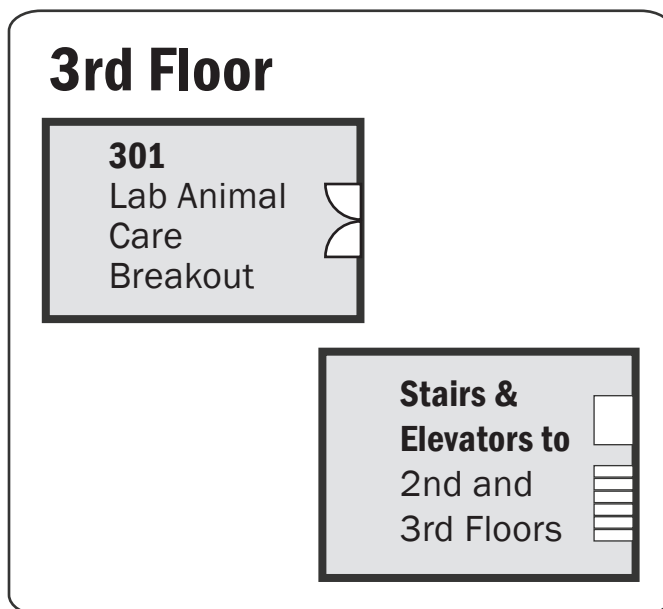 3rd Floor
301
Lab Animal
Care
Breakout
Stairs &
Elevators to
2nd and
3rd Floors